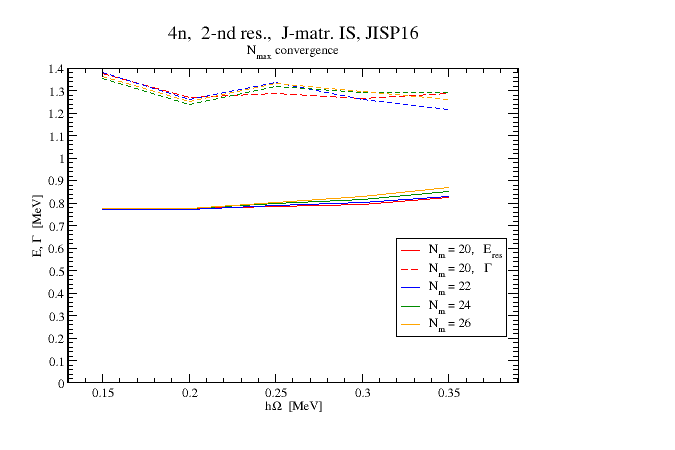 4n, 2-nd res., J-matr. IS, JISP16
N_max convergence
E, Γ [MeV]
1.4
1.3
1.2
1.1
1
0.9
0.8
0.7
0.6
0.5
0.4
0.3
0.2
0.1
0
N_m = 20, E_res
N_m = 20, Γ
N_m = 22
N_m = 24
N_m = 26
0.15 0.2 0.25 0.3 0.35
hΩ [MeV]